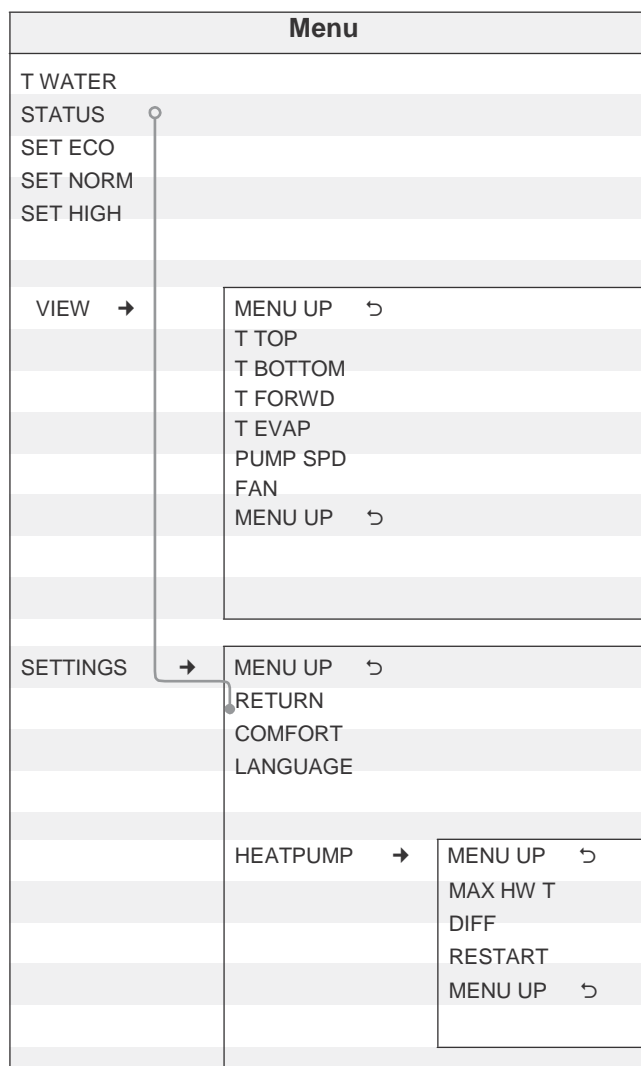 Menu
T WATER
STATUS
SET ECO
SET NORM
SET HIGH
VIEW ➔ MENU UP ⮌
T TOP
T BOTTOM
T FORWD
T EVAP
PUMP SPD
FAN
MENU UP ⮌
SETTINGS ➔ MENU UP ⮌
RETURN
COMFORT
LANGUAGE
HEATPUMP ➔ MENU UP ⮌
MAX HW T
DIFF
RESTART
MENU UP ⮌